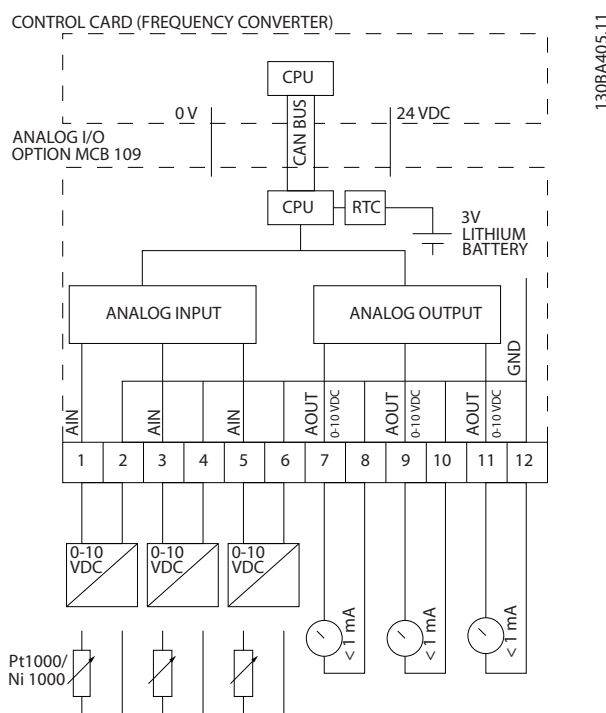 CONTROL CARD (FREQUENCY CONVERTER)
130BA405.11
CPU
0 V
24 VDC
CAN BUS
ANALOG I/O
OPTION MCB 109
CPU
RTC
3V
LITHIUM
BATTERY
ANALOG INPUT
ANALOG OUTPUT
GND
AIN
AIN
AIN
AOUT
0-10 VDC
AOUT
0-10 VDC
AOUT
0-10 VDC
1 2 3 4 5 6 7 8 9 10 11 12
0-10
VDC
0-10
VDC
0-10
VDC
< 1 mA
< 1 mA
< 1 mA
Pt1000/
Ni 1000